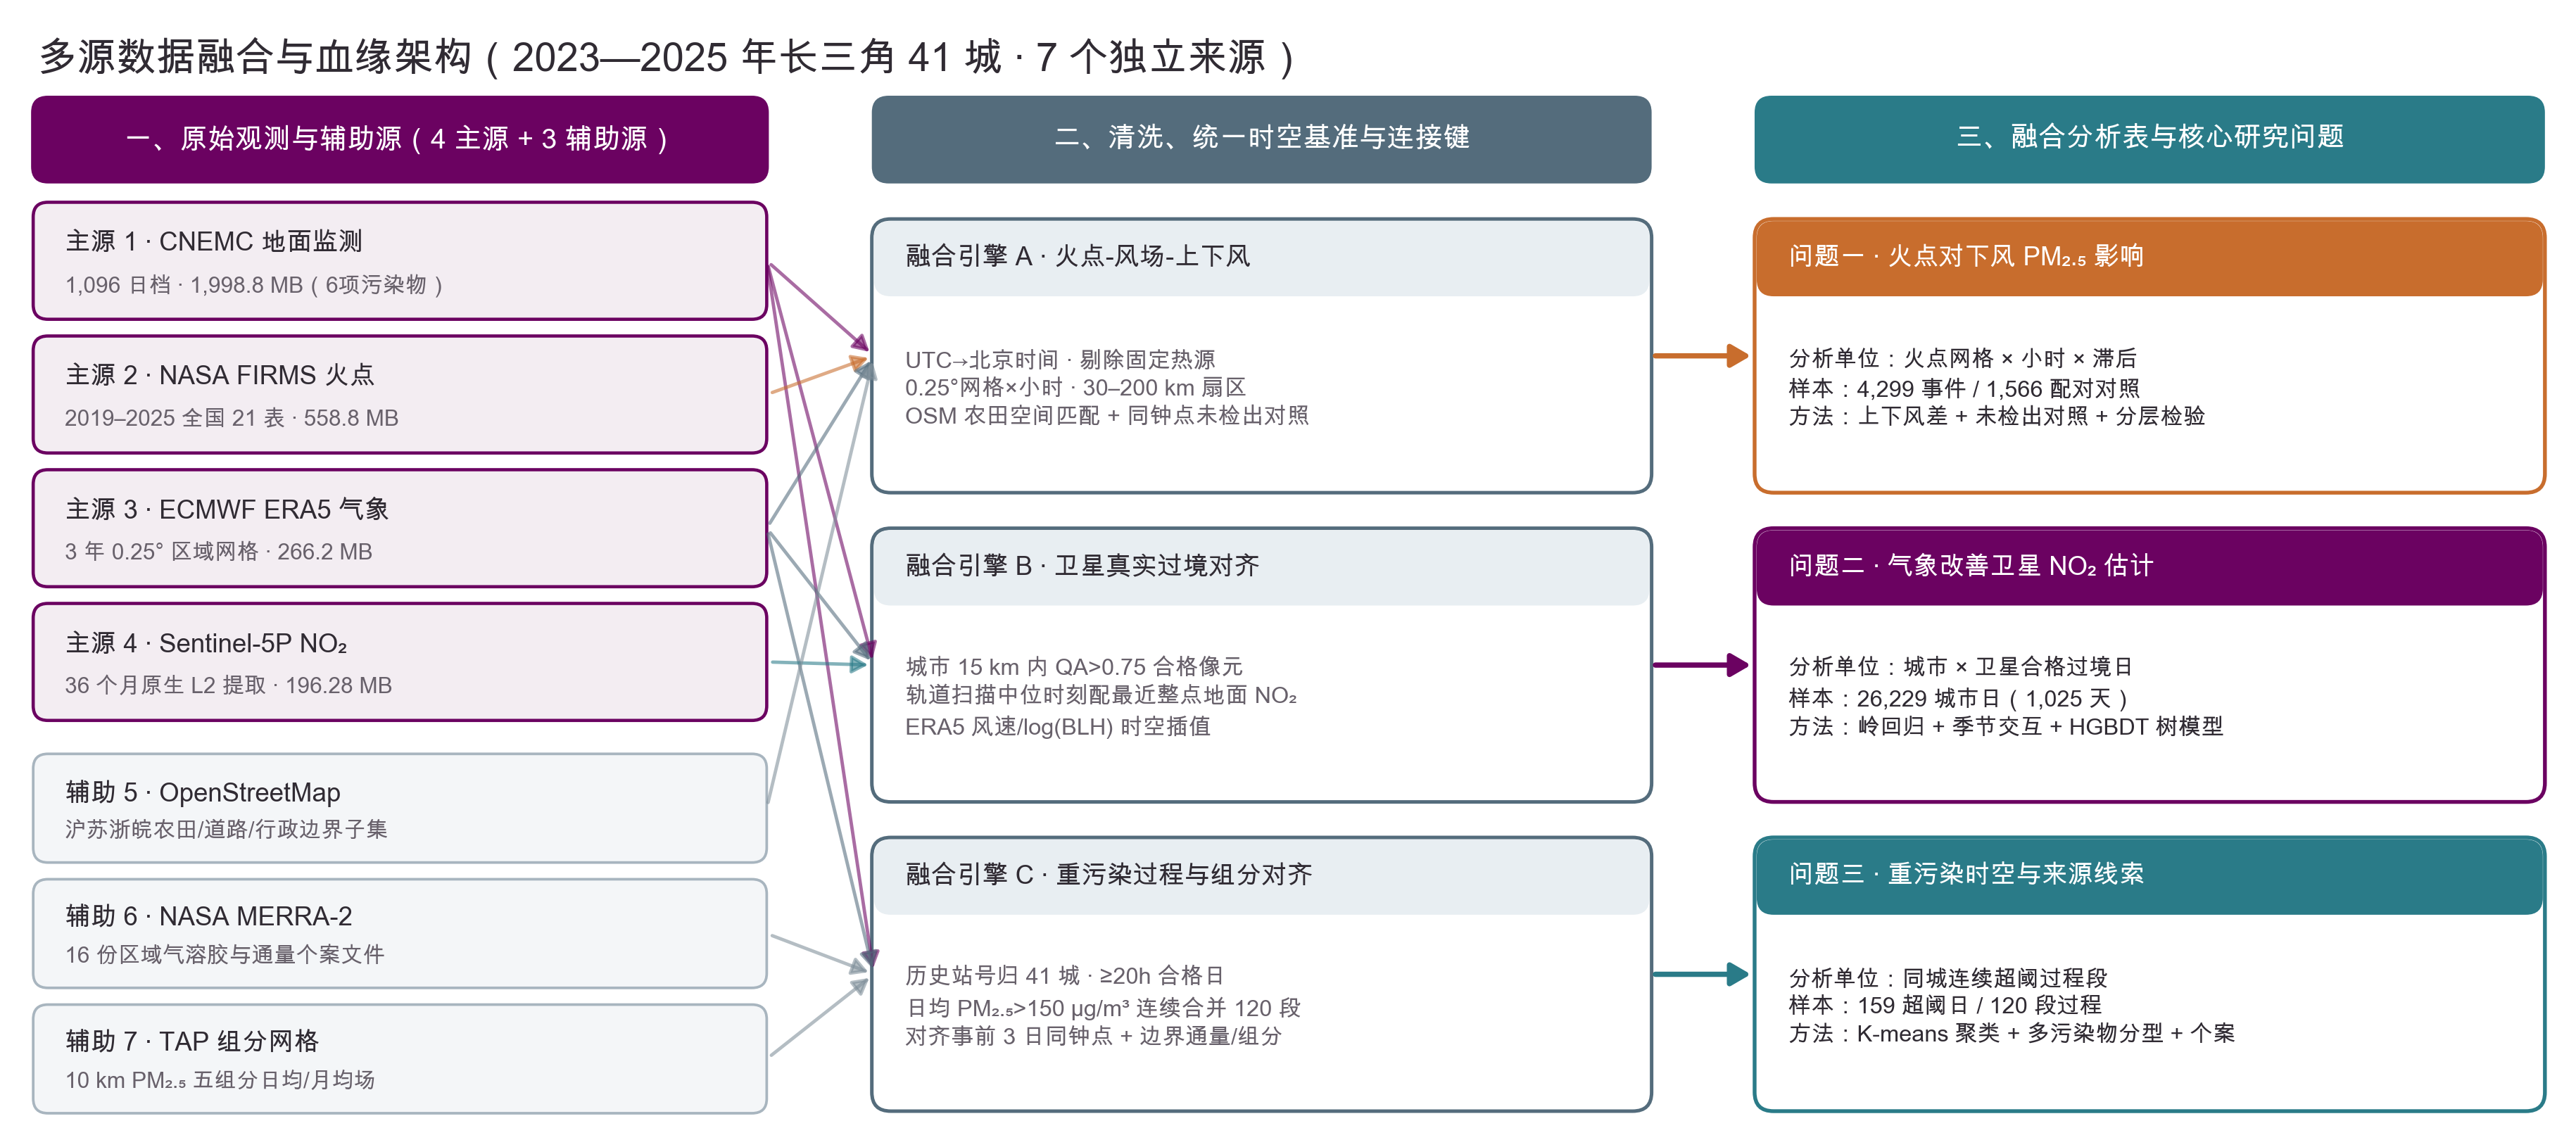 多源数据融合与血缘架构（2023—2025 年长三角 41 城 · 7 个独立来源）
一、原始观测与辅助源（4 主源 + 3 辅助源）
主源 1 · CNEMC 地面监测
1,096 日档 · 1,998.8 MB（6项污染物）
主源 2 · NASA FIRMS 火点
2019–2025 全国 21 表 · 558.8 MB
主源 3 · ECMWF ERA5 气象
3 年 0.25° 区域网格 · 266.2 MB
主源 4 · Sentinel-5P NO₂
36 个月原生 L2 提取 · 196.28 MB
辅助 5 · OpenStreetMap
沪苏浙皖农田/道路/行政边界子集
辅助 6 · NASA MERRA-2
16 份区域气溶胶与通量个案文件
辅助 7 · TAP 组分网格
10 km PM₂.₅ 五组分日均/月均场
二、清洗、统一时空基准与连接键
融合引擎 A · 火点-风场-上下风
UTC→北京时间 · 剔除固定热源
0.25°网格×小时 · 30–200 km 扇区
OSM 农田空间匹配 + 同钟点未检出对照
融合引擎 B · 卫星真实过境对齐
城市 15 km 内 QA>0.75 合格像元
轨道扫描中位时刻配最近整点地面 NO₂
ERA5 风速/log(BLH) 时空插值
融合引擎 C · 重污染过程与组分对齐
历史站号归 41 城 · ≥20h 合格日
日均 PM₂.₅>150 μg/m³ 连续合并 120 段
对齐事前 3 日同钟点 + 边界通量/组分
三、融合分析表与核心研究问题
问题一 · 火点对下风 PM₂.₅ 影响
分析单位：火点网格 × 小时 × 滞后
样本：4,299 事件 / 1,566 配对对照
方法：上下风差 + 未检出对照 + 分层检验
问题二 · 气象改善卫星 NO₂ 估计
分析单位：城市 × 卫星合格过境日
样本：26,229 城市日（1,025 天）
方法：岭回归 + 季节交互 + HGBDT 树模型
问题三 · 重污染时空与来源线索
分析单位：同城连续超阈过程段
样本：159 超阈日 / 120 段过程
方法：K-means 聚类 + 多污染物分型 + 个案